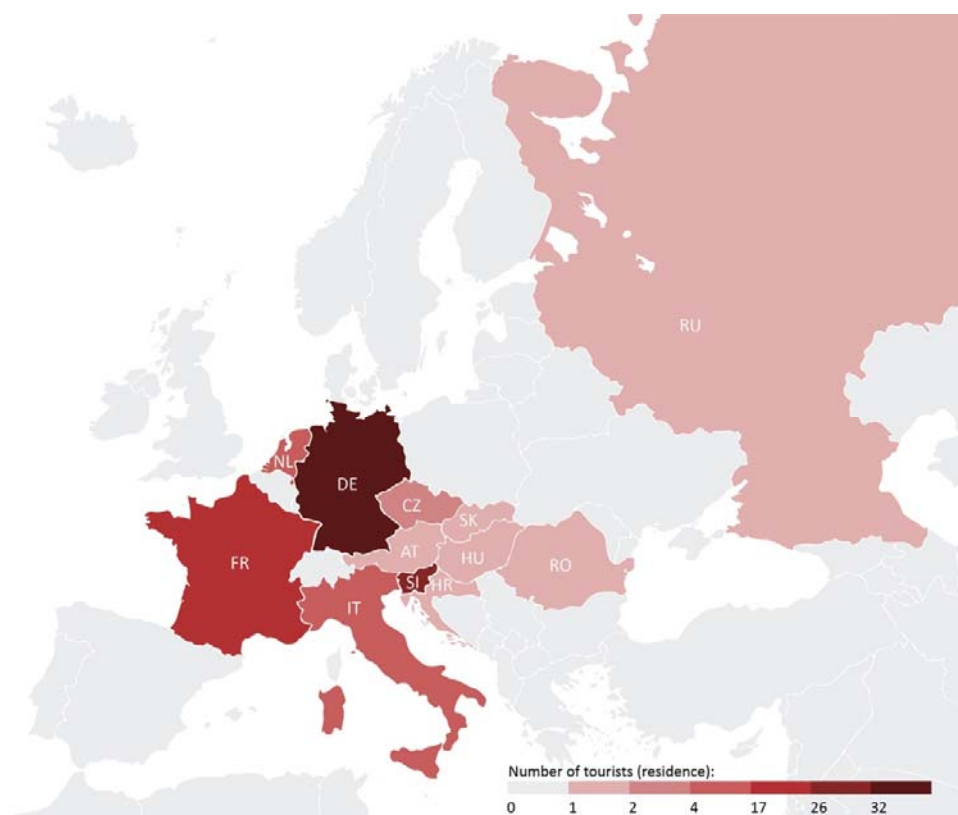 RU
NL
DE
CZ
SK
FR
AT
HU
RO
SI
HR
IT
Number of tourists (residence):
0 1 2 4 17 26 32